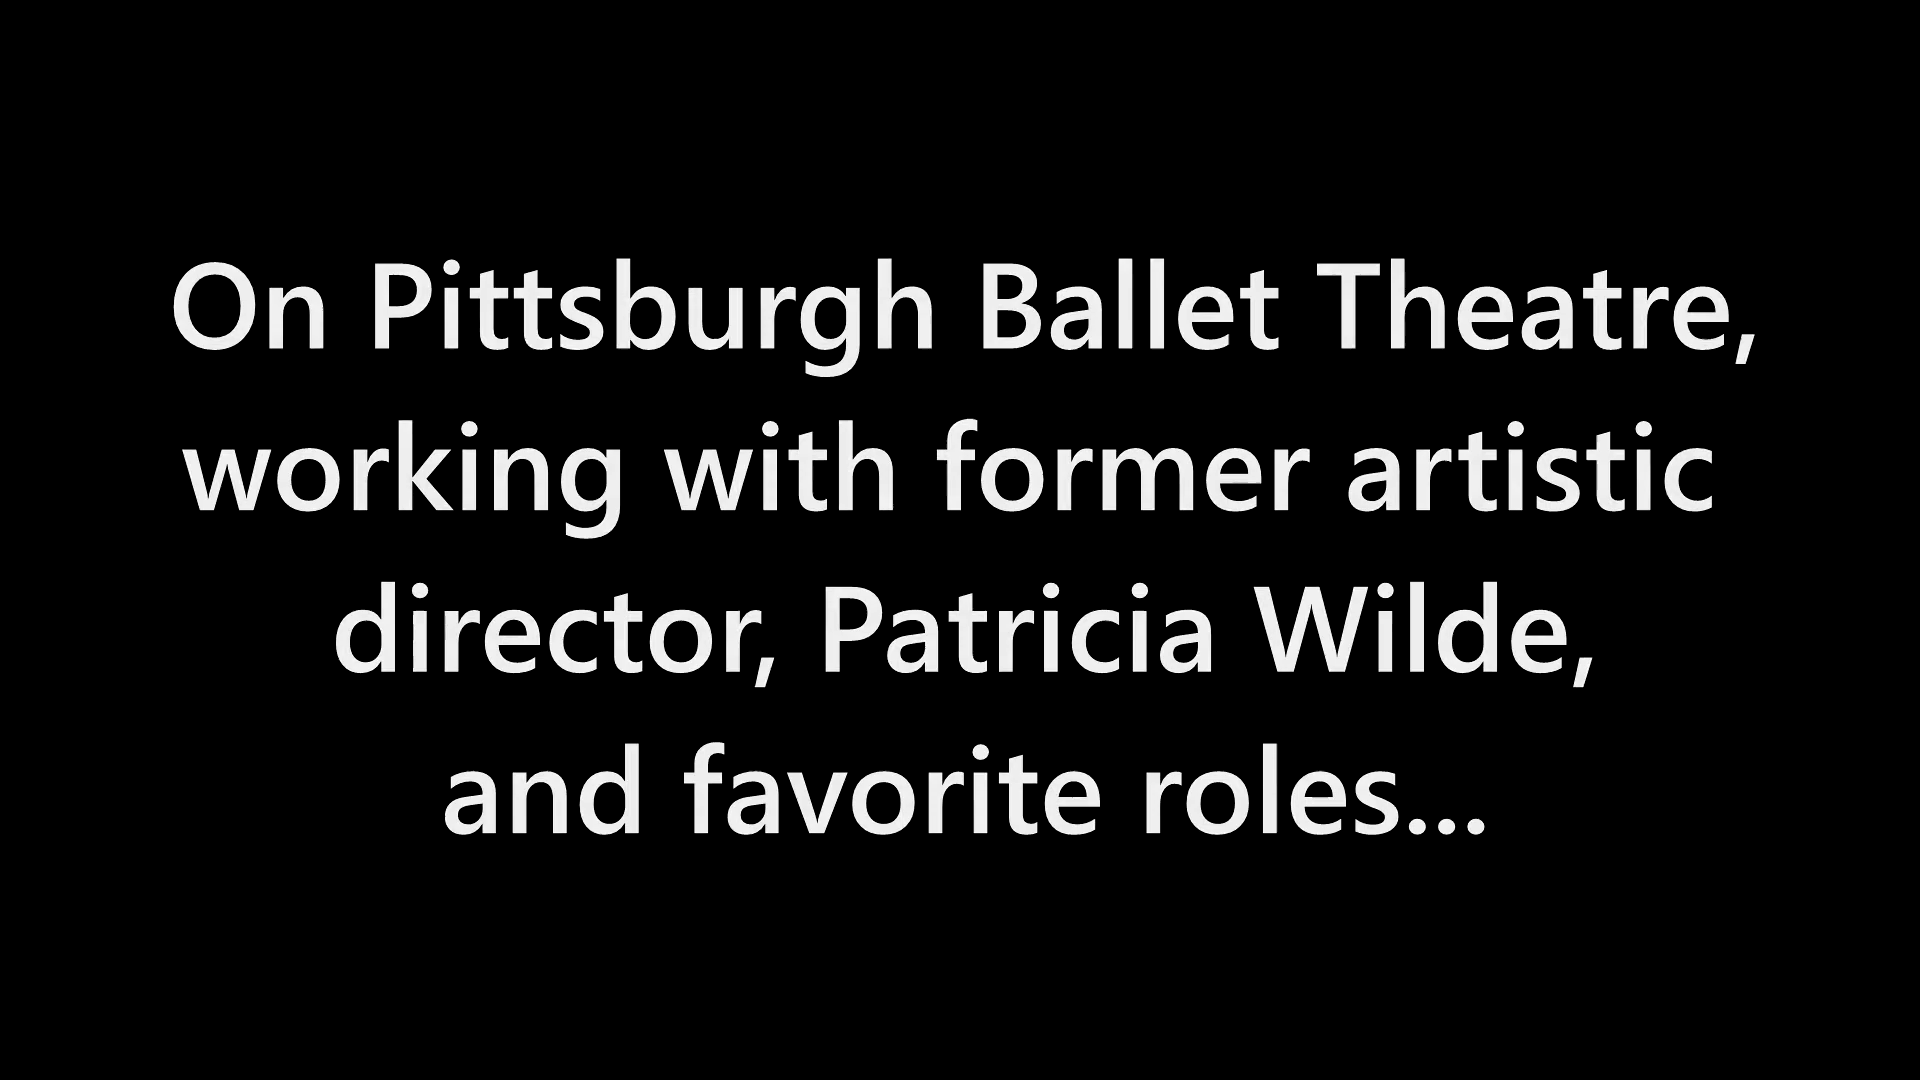 On Pittsburgh Ballet Theatre,
working with former artistic
director, Patricia Wilde,
and favorite roles...